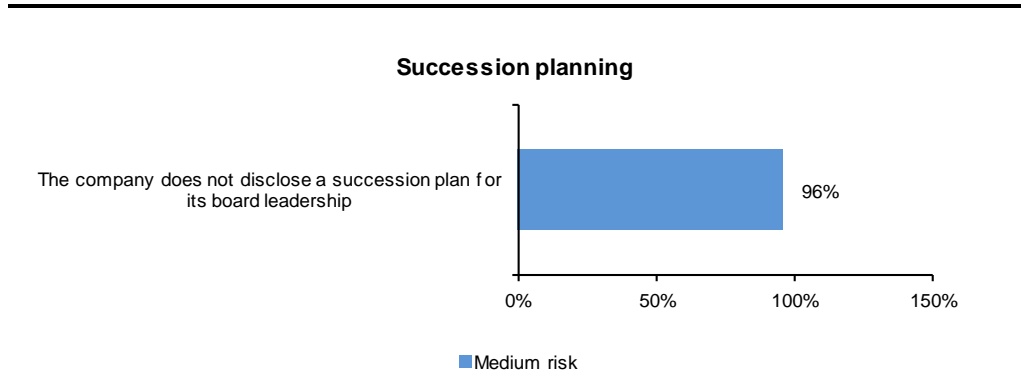 Succession planning
The company does not disclose a succession plan for
its board leadership
96%
0% 50% 100% 150%
Medium risk